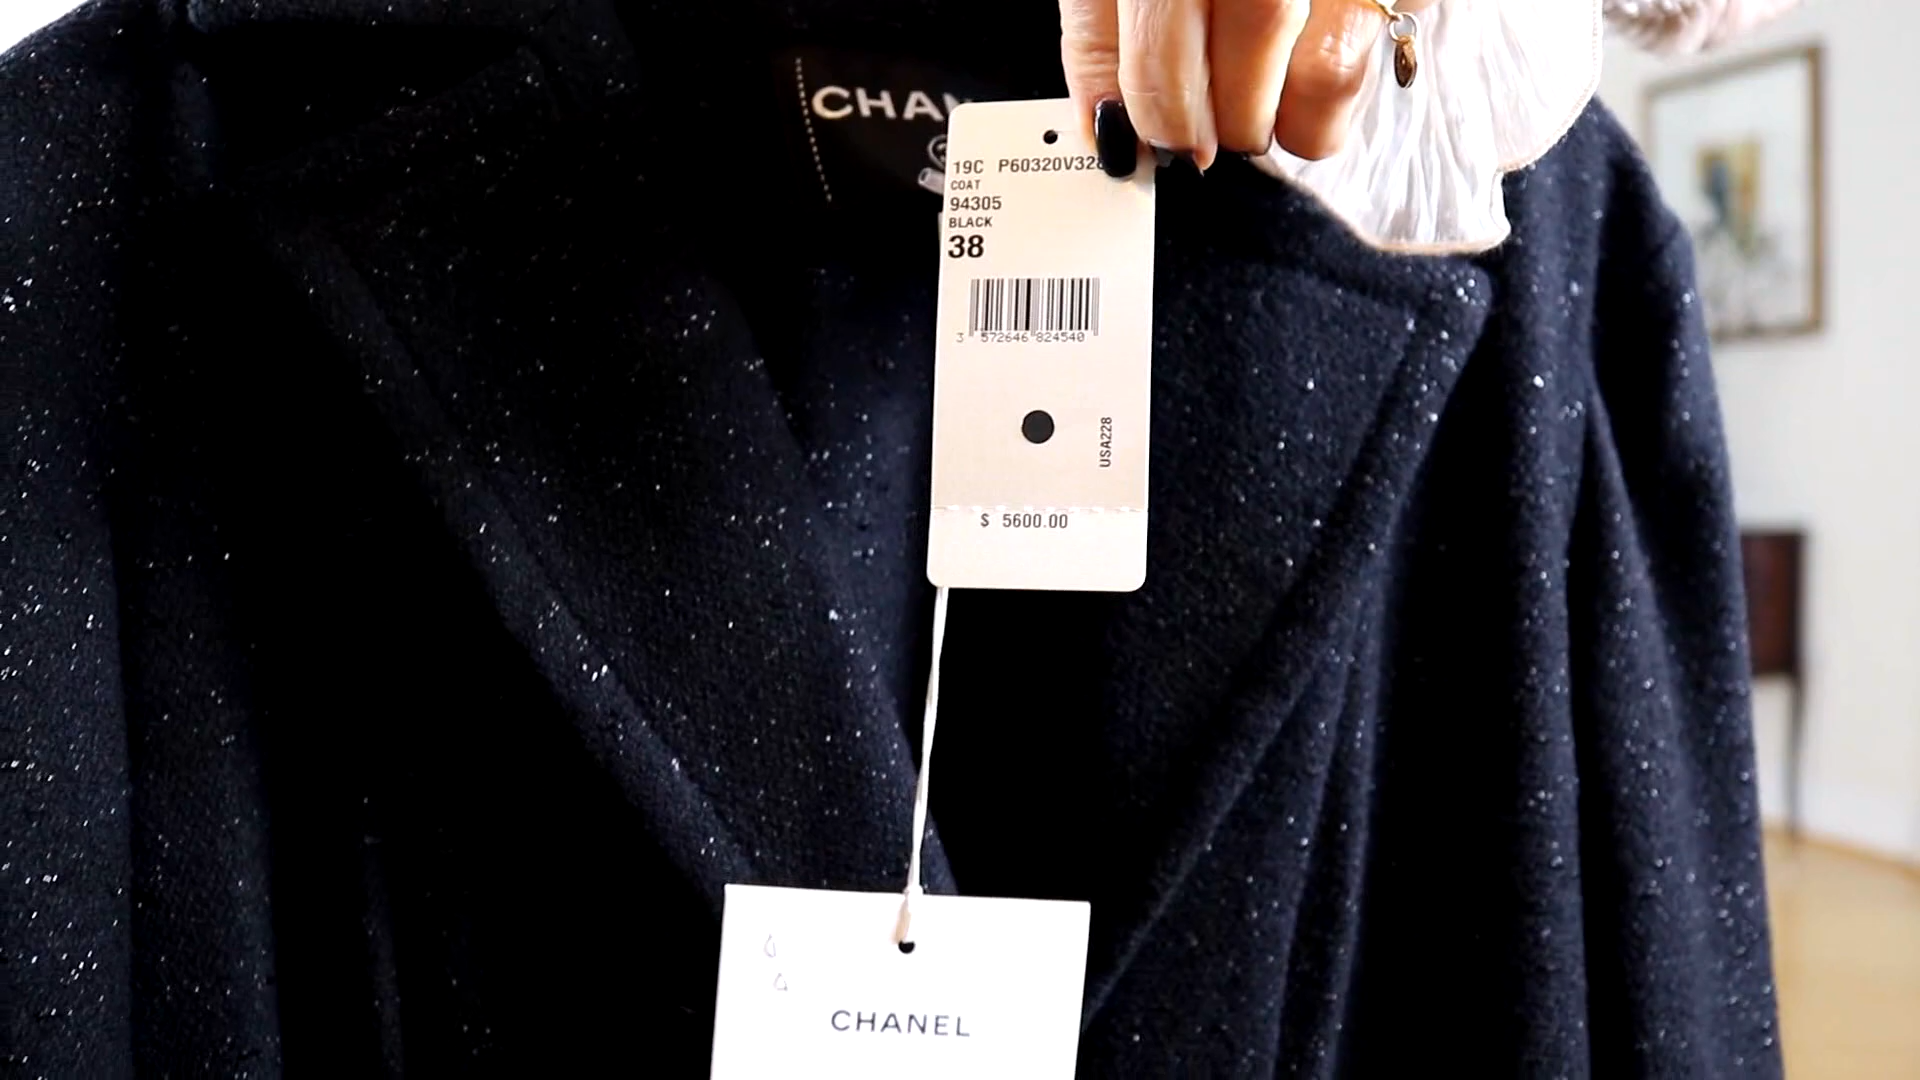 CHAN
19C P60320V328
COAT
94305
BLACK
38
3 572646 824540
USA228
$ 5600.00
CHANEL